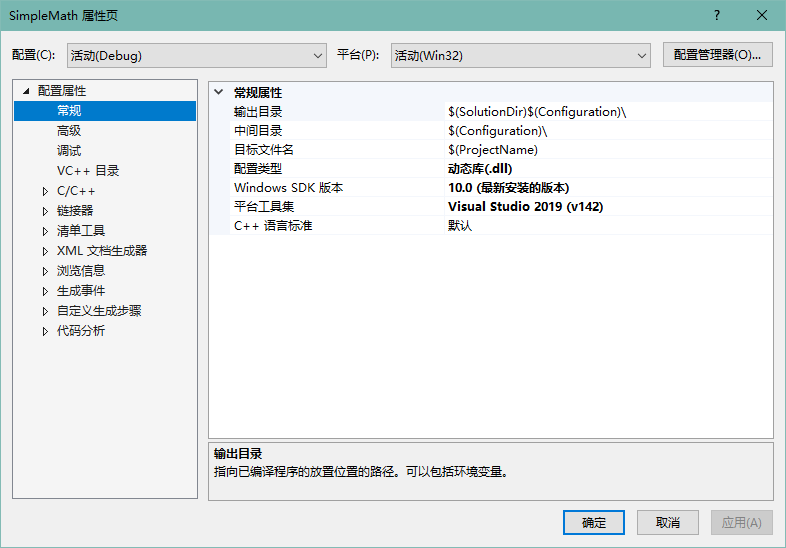 SimpleMath 属性页
配置(C): 活动(Debug) 平台(P): 活动(Win32) 配置管理器(O)...
配置属性
常规
高级
调试
VC++ 目录
C/C++
链接器
清单工具
XML 文档生成器
浏览信息
生成事件
自定义生成步骤
代码分析
常规属性
输出目录 $(SolutionDir)$(Configuration)\
中间目录 $(Configuration)\
目标文件名 $(ProjectName)
配置类型 动态库(.dll)
Windows SDK 版本 10.0 (最新安装的版本)
平台工具集 Visual Studio 2019 (v142)
C++ 语言标准 默认
输出目录
指向已编译程序的放置位置的路径。可以包括环境变量。
确定 取消 应用(A)